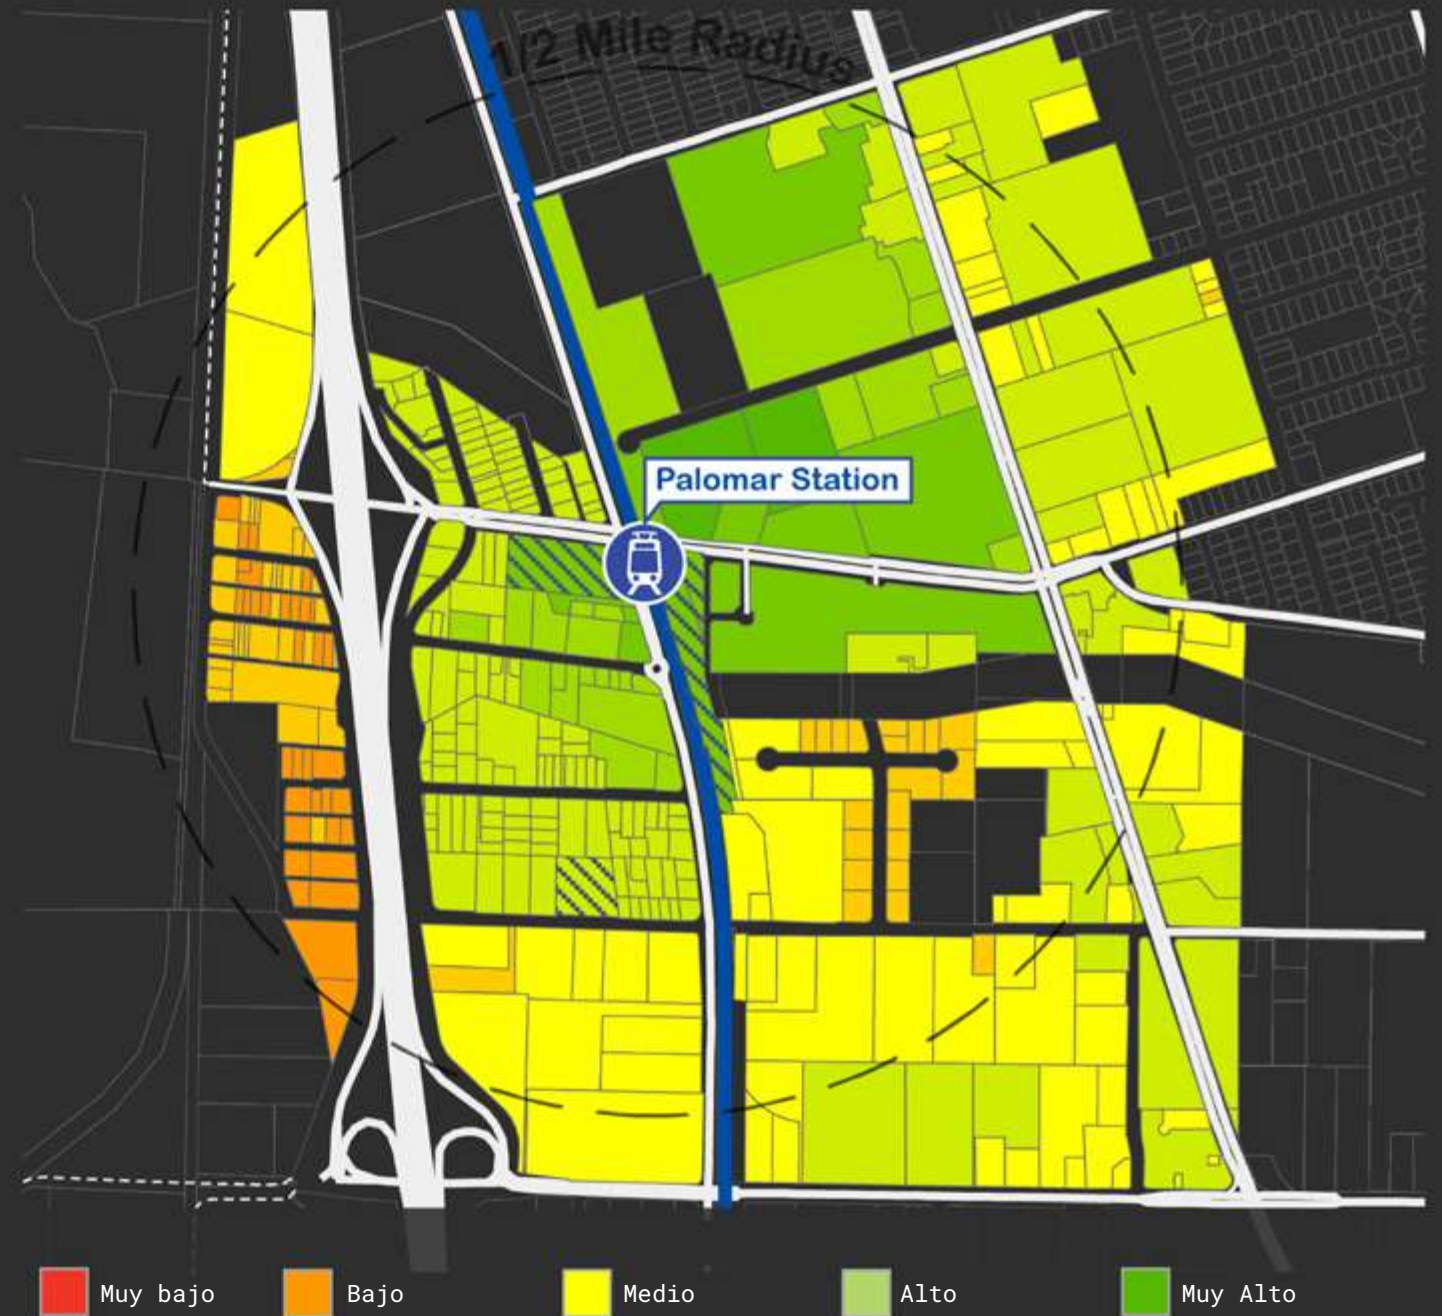 1/2 Mile Radius
Palomar Station
Muy bajo
Bajo
Medio
Alto
Muy Alto